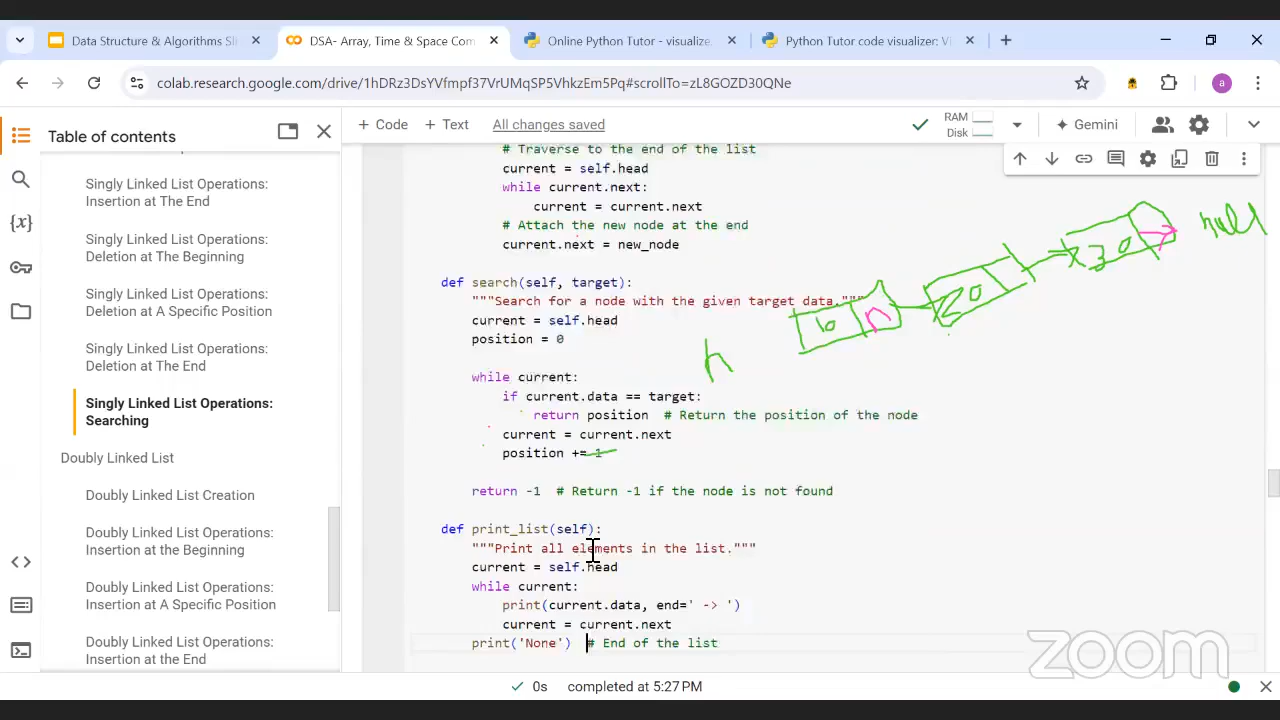 Data Structure & Algorithms Sli
DSA- Array, Time & Space Com
Online Python Tutor - visualize
Python Tutor code visualizer: Vi
colab.research.google.com/drive/1hDRz3DsYVfmpf37VrUMqSP5VhkzEm5Pq#scrollTo=zL8GOZD30QNe
a
Table of contents
+ Code
+ Text
All changes saved
RAM
Disk
Gemini
Singly Linked List Operations:
Insertion at The End
Singly Linked List Operations:
Deletion at The Beginning
Singly Linked List Operations:
Deletion at A Specific Position
Singly Linked List Operations:
Deletion at The End
Singly Linked List Operations:
Searching
Doubly Linked List
Doubly Linked List Creation
Doubly Linked List Operations:
Insertion at the Beginning
Doubly Linked List Operations:
Insertion at A Specific Position
Doubly Linked List Operations:
Insertion at the End
# Traverse to the end of the list
current = self.head
while current.next:
current = current.next
# Attach the new node at the end
current.next = new_node
def search(self, target):
"""Search for a node with the given target data."""
current = self.head
position = 0
while current:
if current.data == target:
return position # Return the position of the node
current = current.next
position += 1
return -1 # Return -1 if the node is not found
def print_list(self):
"""Print all elements in the list."""
current = self.head
while current:
print(current.data, end=' -> ')
current = current.next
print('None') # End of the list
h
10
n
20
30
null
zoom
0s completed at 5:27 PM